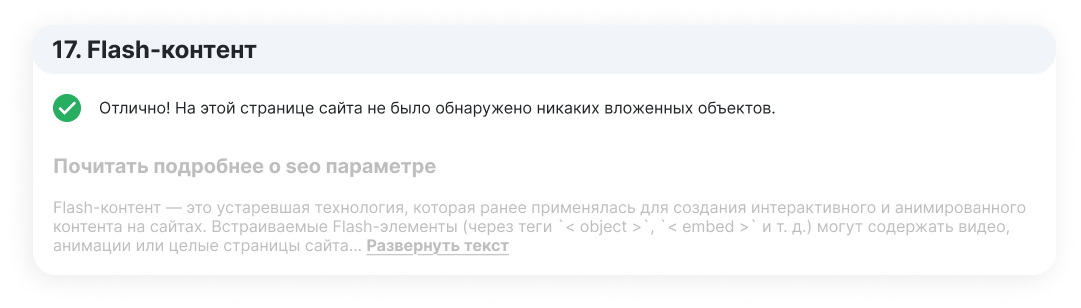 17. Flash-контент
Отлично! На этой странице сайта не было обнаружено никаких вложенных объектов.
Почитать подробнее о seo параметре
Flash-контент — это устаревшая технология, которая ранее применялась для создания интерактивного и анимированного
контента на сайтах. Встраиваемые Flash-элементы (через теги `< object >`, `< embed >` и т. д.) могут содержать видео,
анимации или целые страницы сайта... Развернуть текст